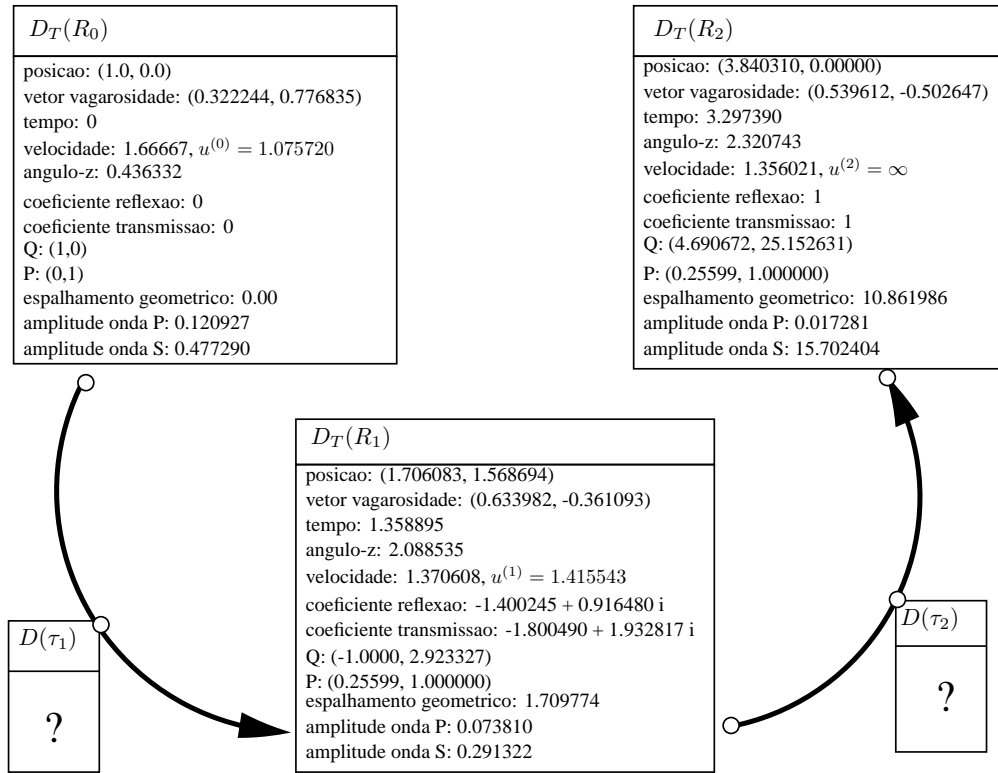 D_T(R_0)
posicao: (1.0, 0.0)
vetor vagarosidade: (0.322244, 0.776835)
tempo: 0
velocidade: 1.66667, u^{(0)} = 1.075720
angulo-z: 0.436332
coeficiente reflexao: 0
coeficiente transmissao: 0
Q: (1,0)
P: (0,1)
espalhamento geometrico: 0.00
amplitude onda P: 0.120927
amplitude onda S: 0.477290
D_T(R_2)
posicao: (3.840310, 0.00000)
vetor vagarosidade: (0.539612, -0.502647)
tempo: 3.297390
angulo-z: 2.320743
velocidade: 1.356021, u^{(2)} = ∞
coeficiente reflexao: 1
coeficiente transmissao: 1
Q: (4.690672, 25.152631)
P: (0.25599, 1.000000)
espalhamento geometrico: 10.861986
amplitude onda P: 0.017281
amplitude onda S: 15.702404
D_T(R_1)
posicao: (1.706083, 1.568694)
vetor vagarosidade: (0.633982, -0.361093)
tempo: 1.358895
angulo-z: 2.088535
velocidade: 1.370608, u^{(1)} = 1.415543
coeficiente reflexao: -1.400245 + 0.916480 i
coeficiente transmissao: -1.800490 + 1.932817 i
Q: (-1.0000, 2.923327)
P: (0.25599, 1.000000)
espalhamento geometrico: 1.709774
amplitude onda P: 0.073810
amplitude onda S: 0.291322
D(τ_1)
?
D(τ_2)
?